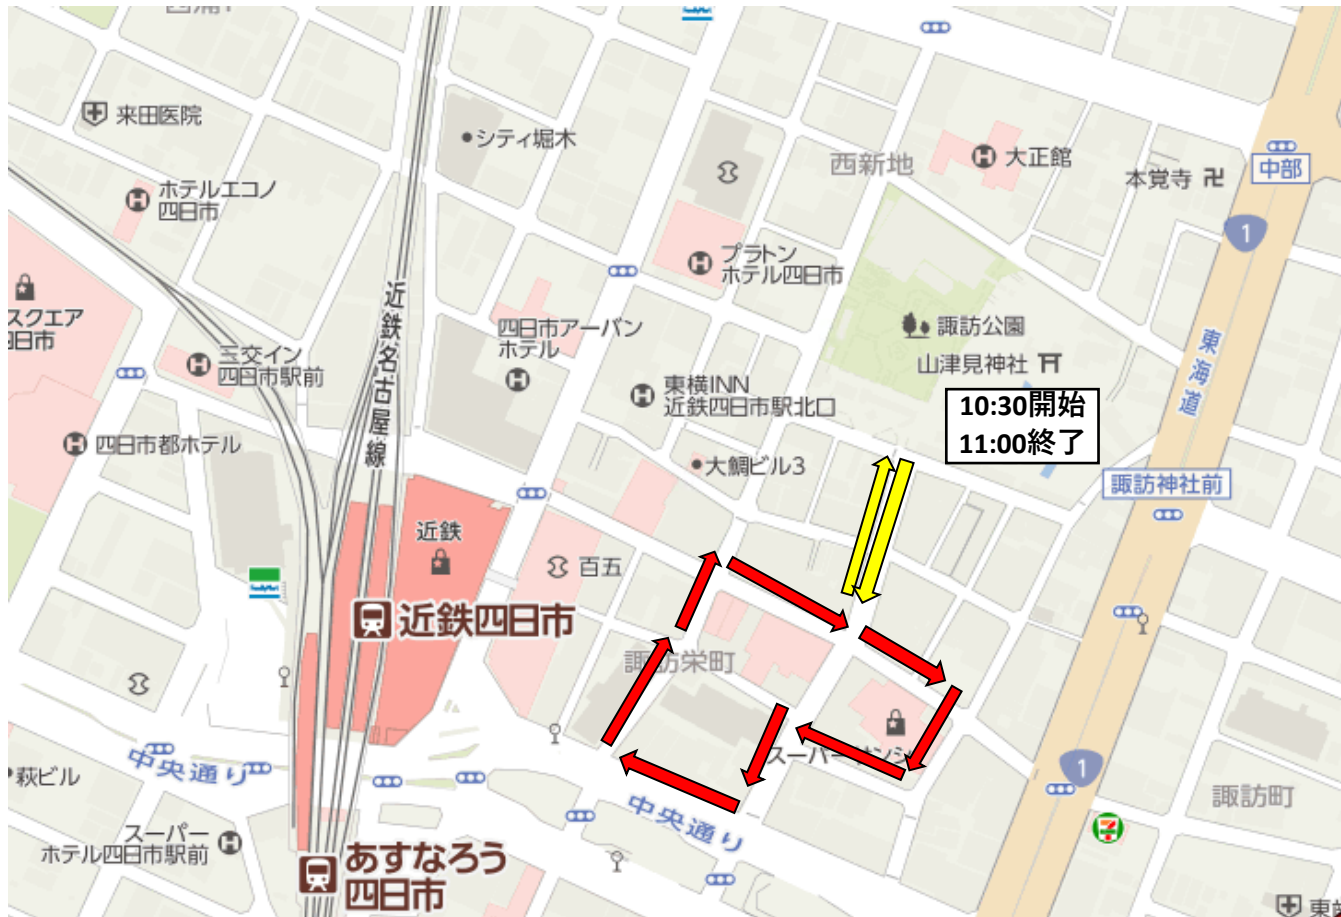 西浦1
来田医院
シティ堀木
西新地
大正館
本覚寺
中部
1
ホテルエコノ
四日市
プラトン
ホテル四日市
スクエア
日市
近鉄名古屋線
四日市アーバン
ホテル
諏訪公園
山津見神社
東海道
三交イン
四日市駅前
東横INN
近鉄四日市駅北口
10:30開始
11:00終了
四日市都ホテル
大鯛ビル3
諏訪神社前
近鉄
百五
近鉄四日市
諏訪栄町
スーパーサンシ
中央通り
萩ビル
中央通り
1
諏訪町
スーパー
ホテル四日市駅前
あすなろう
四日市